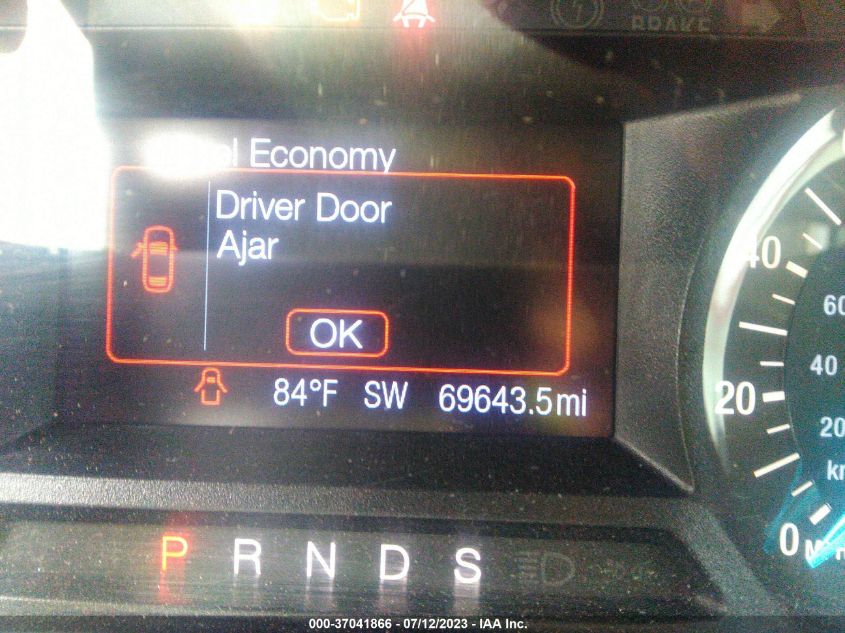 BRAKE
Economy
Driver Door
Ajar
OK
84°F SW 69643.5mi
40
60
40
20
20
0
P R N D S
000-37041866 - 07/12/2023 - IAA Inc.